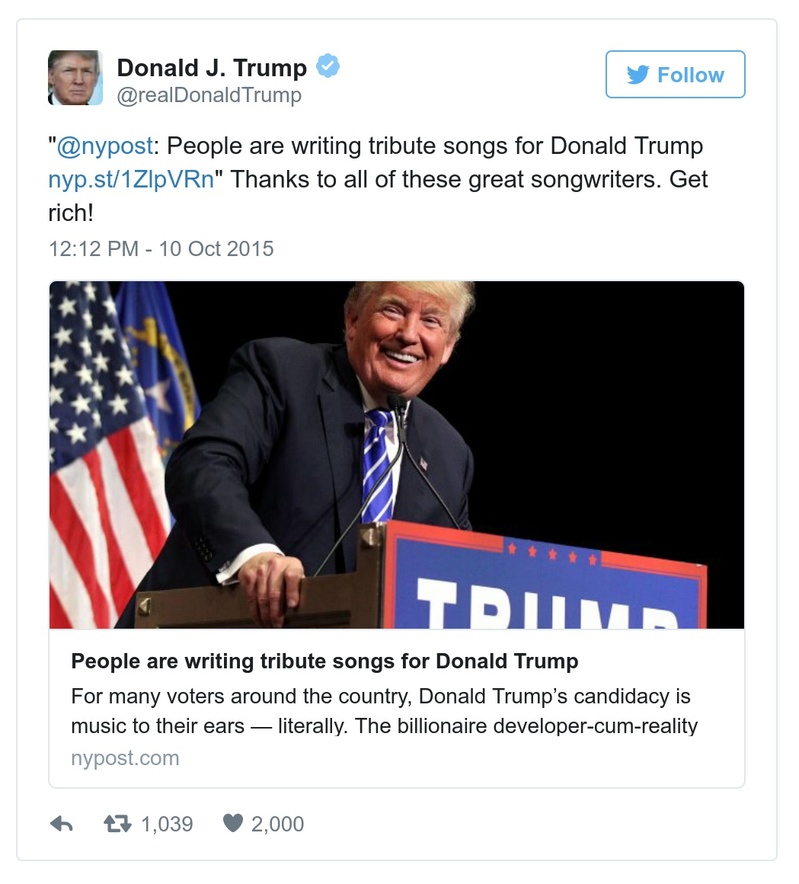 Donald J. Trump
@realDonaldTrump
Follow
"@nypost: People are writing tribute songs for Donald Trump
nyp.st/1ZlpVRn" Thanks to all of these great songwriters. Get
rich!
12:12 PM - 10 Oct 2015
TRUMP
People are writing tribute songs for Donald Trump
For many voters around the country, Donald Trump’s candidacy is
music to their ears — literally. The billionaire developer-cum-reality
nypost.com
1,039 2,000